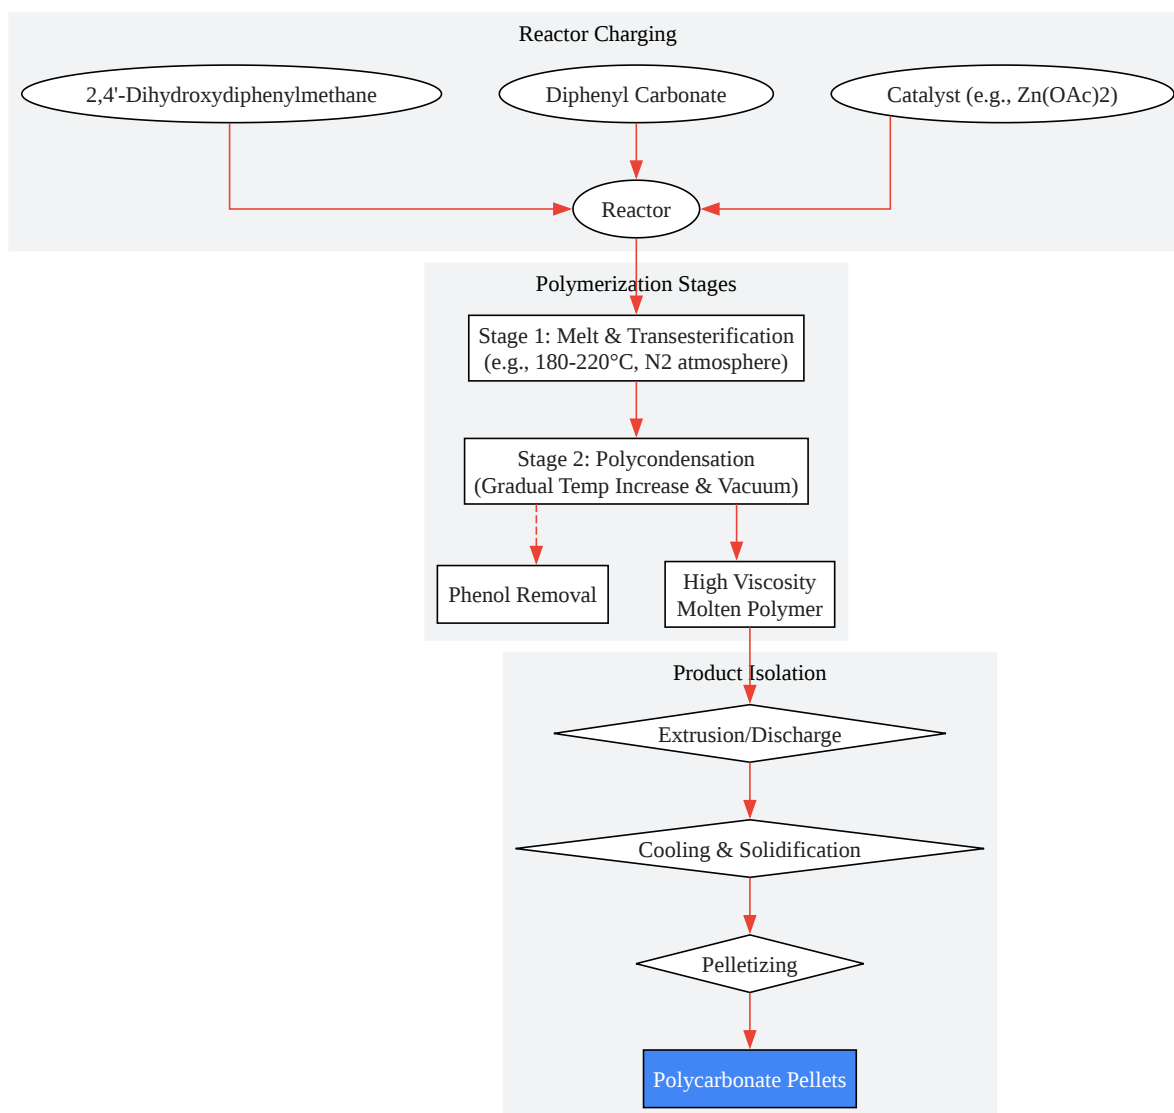 Reactor Charging
2,4'-Dihydroxydiphenylmethane
Diphenyl Carbonate
Catalyst (e.g., Zn(OAc)2)
Reactor
Polymerization Stages
Stage 1: Melt & Transesterification
(e.g., 180-220°C, N2 atmosphere)
Stage 2: Polycondensation
(Gradual Temp Increase & Vacuum)
Phenol Removal
High Viscosity
Molten Polymer
Product Isolation
Extrusion/Discharge
Cooling & Solidification
Pelletizing
Polycarbonate Pellets